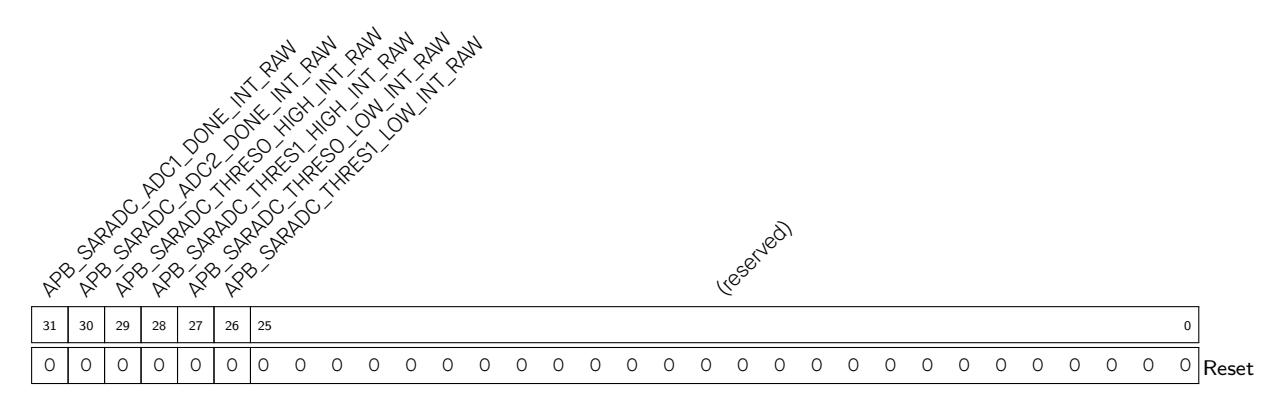 APB_SARADC_ADC1_DONE_INT_RAW
APB_SARADC_ADC2_DONE_INT_RAW
APB_SARADC_THRES0_HIGH_INT_RAW
APB_SARADC_THRES1_HIGH_INT_RAW
APB_SARADC_THRES0_LOW_INT_RAW
APB_SARADC_THRES1_LOW_INT_RAW
(reserved)
31 30 29 28 27 26 25 0
0 0 0 0 0 0 0 0 0 0 0 0 0 0 0 0 0 0 0 0 0 0 0 0 0 0 0 0 0 0 0 0 Reset